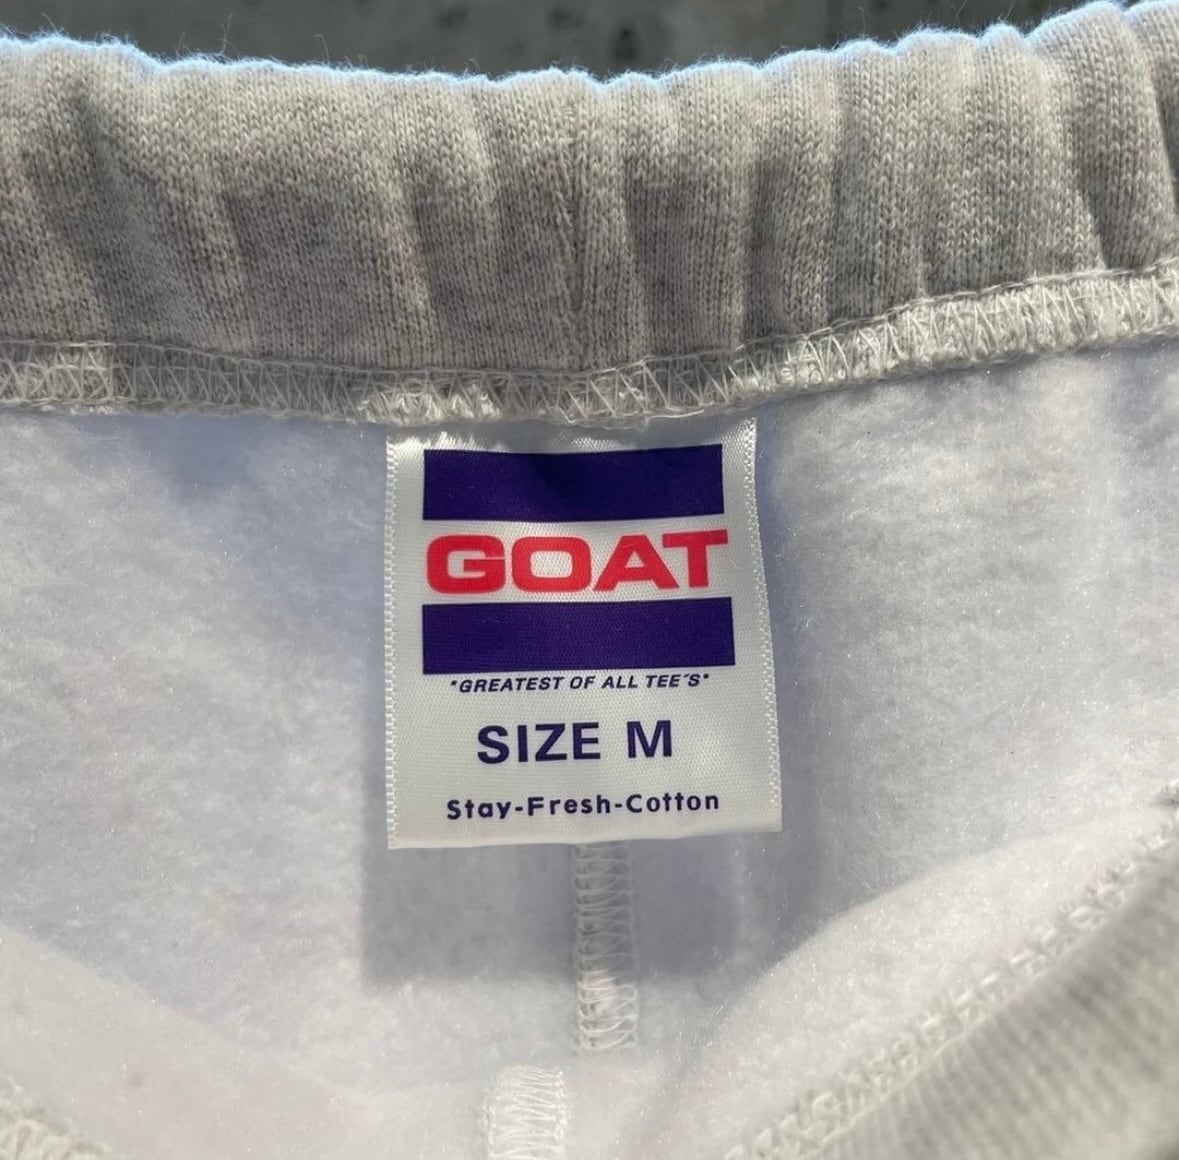 GOAT
"GREATEST OF ALL TEE'S"
SIZE M
Stay-Fresh-Cotton